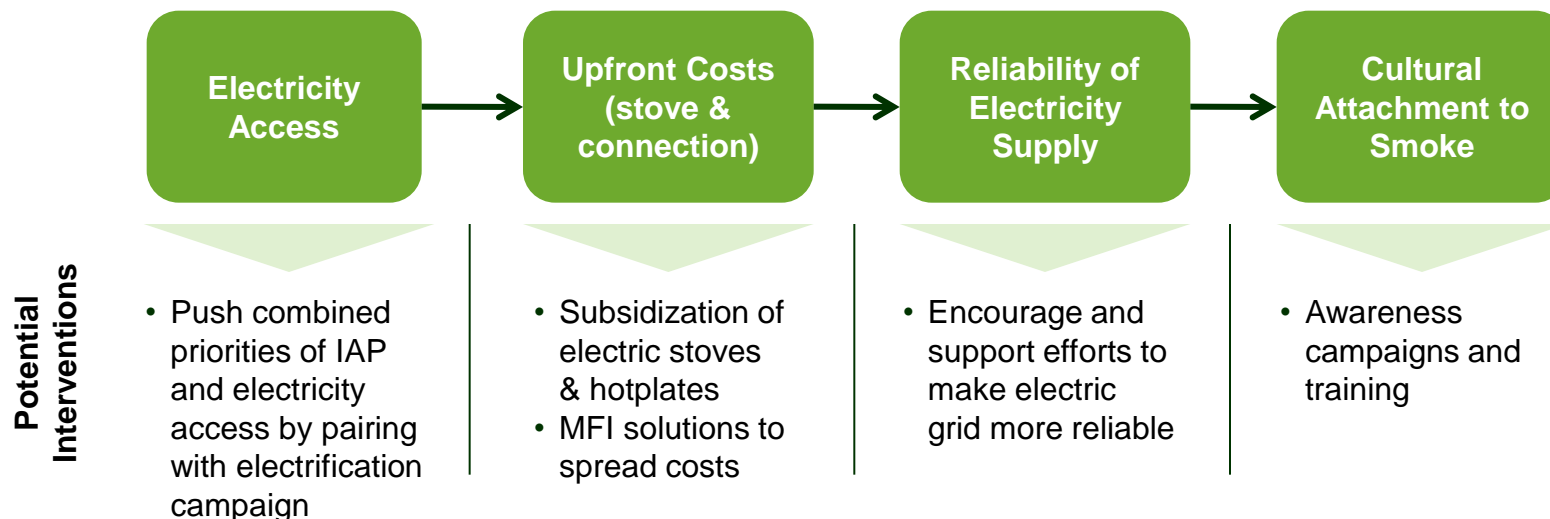 Electricity
Access
Upfront Costs
(stove &
connection)
Reliability of
Electricity
Supply
Cultural
Attachment to
Smoke
Potential
Interventions
• Push combined
priorities of IAP
and electricity
access by pairing
with electrification
campaign
• Subsidization of
electric stoves
& hotplates
• MFI solutions to
spread costs
• Encourage and
support efforts to
make electric
grid more reliable
• Awareness
campaigns and
training